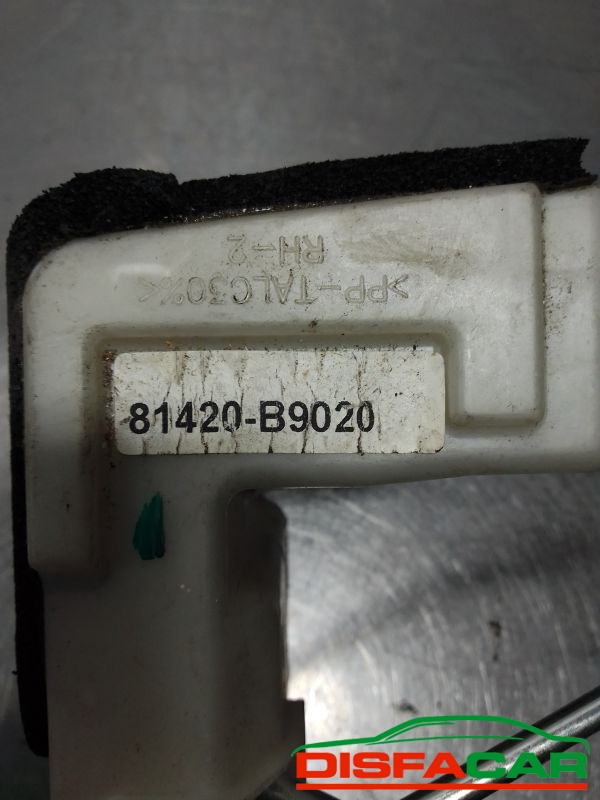 RH-2
>PP-TALC30%<
81420-B9020
DISFACAR